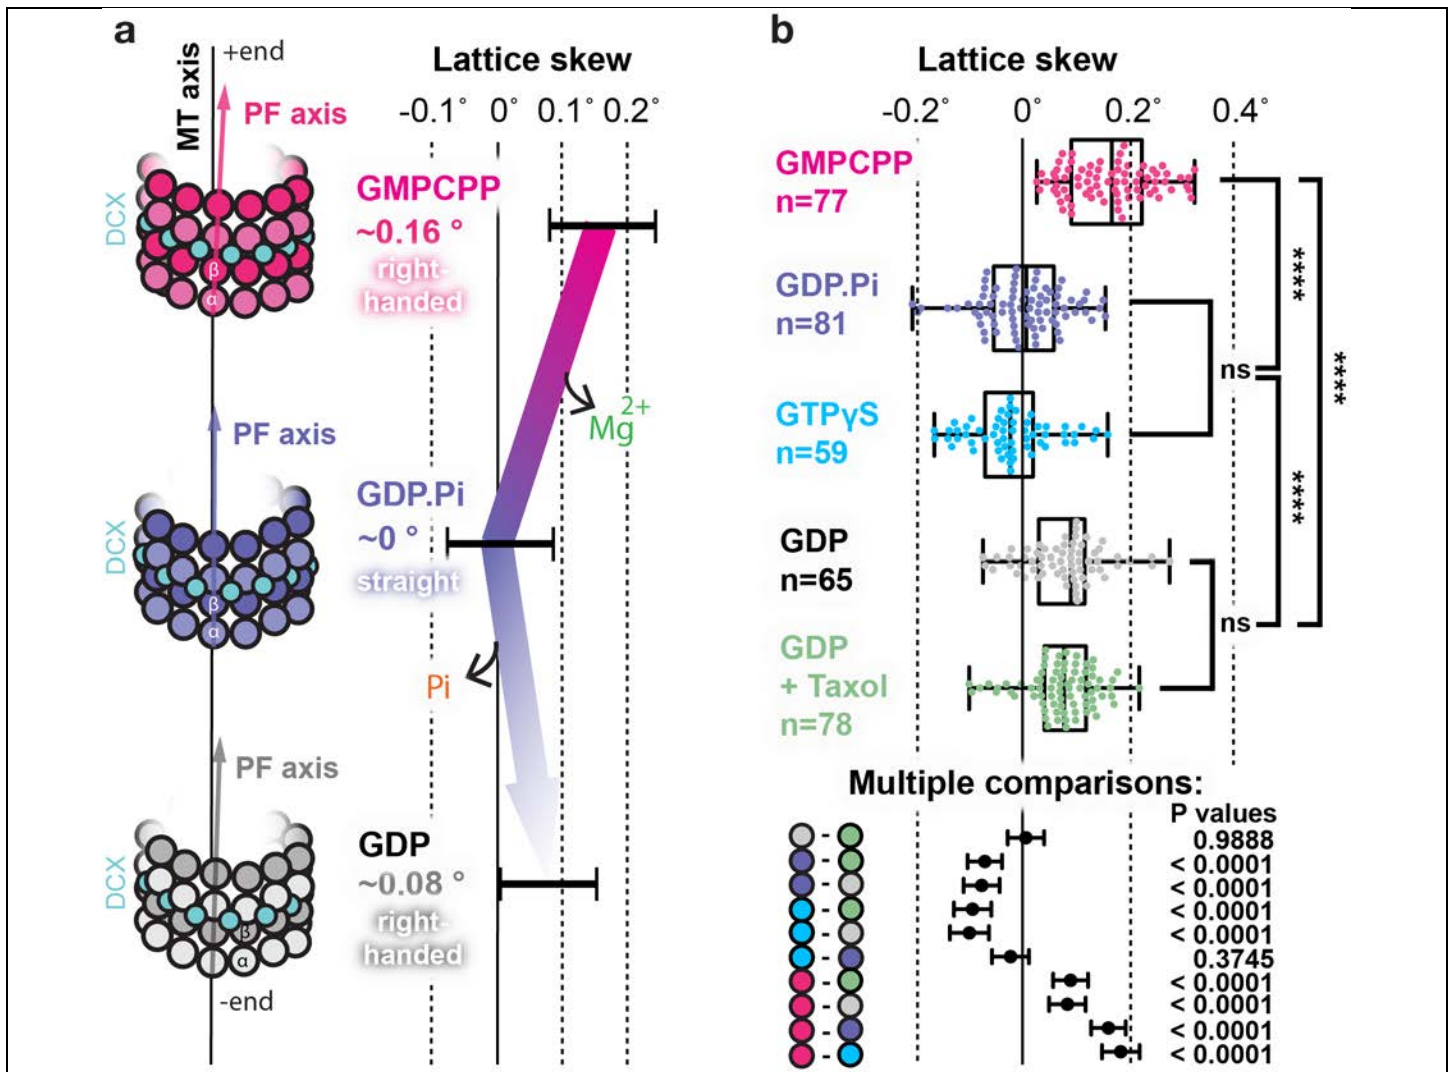 a
MT axis
+end
PF axis
DCX
β
α
PF axis
DCX
β
α
PF axis
DCX
β
α
-end
Lattice skew
-0.1° 0° 0.1° 0.2°
GMPCPP
~0.16 °
right-
handed
Mg2+
GDP.Pi
~0 °
straight
Pi
GDP
~0.08 °
right-
handed
b
Lattice skew
-0.2° 0° 0.2° 0.4°
GMPCPP
n=77
GDP.Pi
n=81
GTPγS
n=59
GDP
n=65
GDP
+ Taxol
n=78
****
ns
****
****
ns
Multiple comparisons:
P values
- 0.9888
- < 0.0001
- < 0.0001
- < 0.0001
- < 0.0001
- 0.3745
- < 0.0001
- < 0.0001
- < 0.0001
- < 0.0001